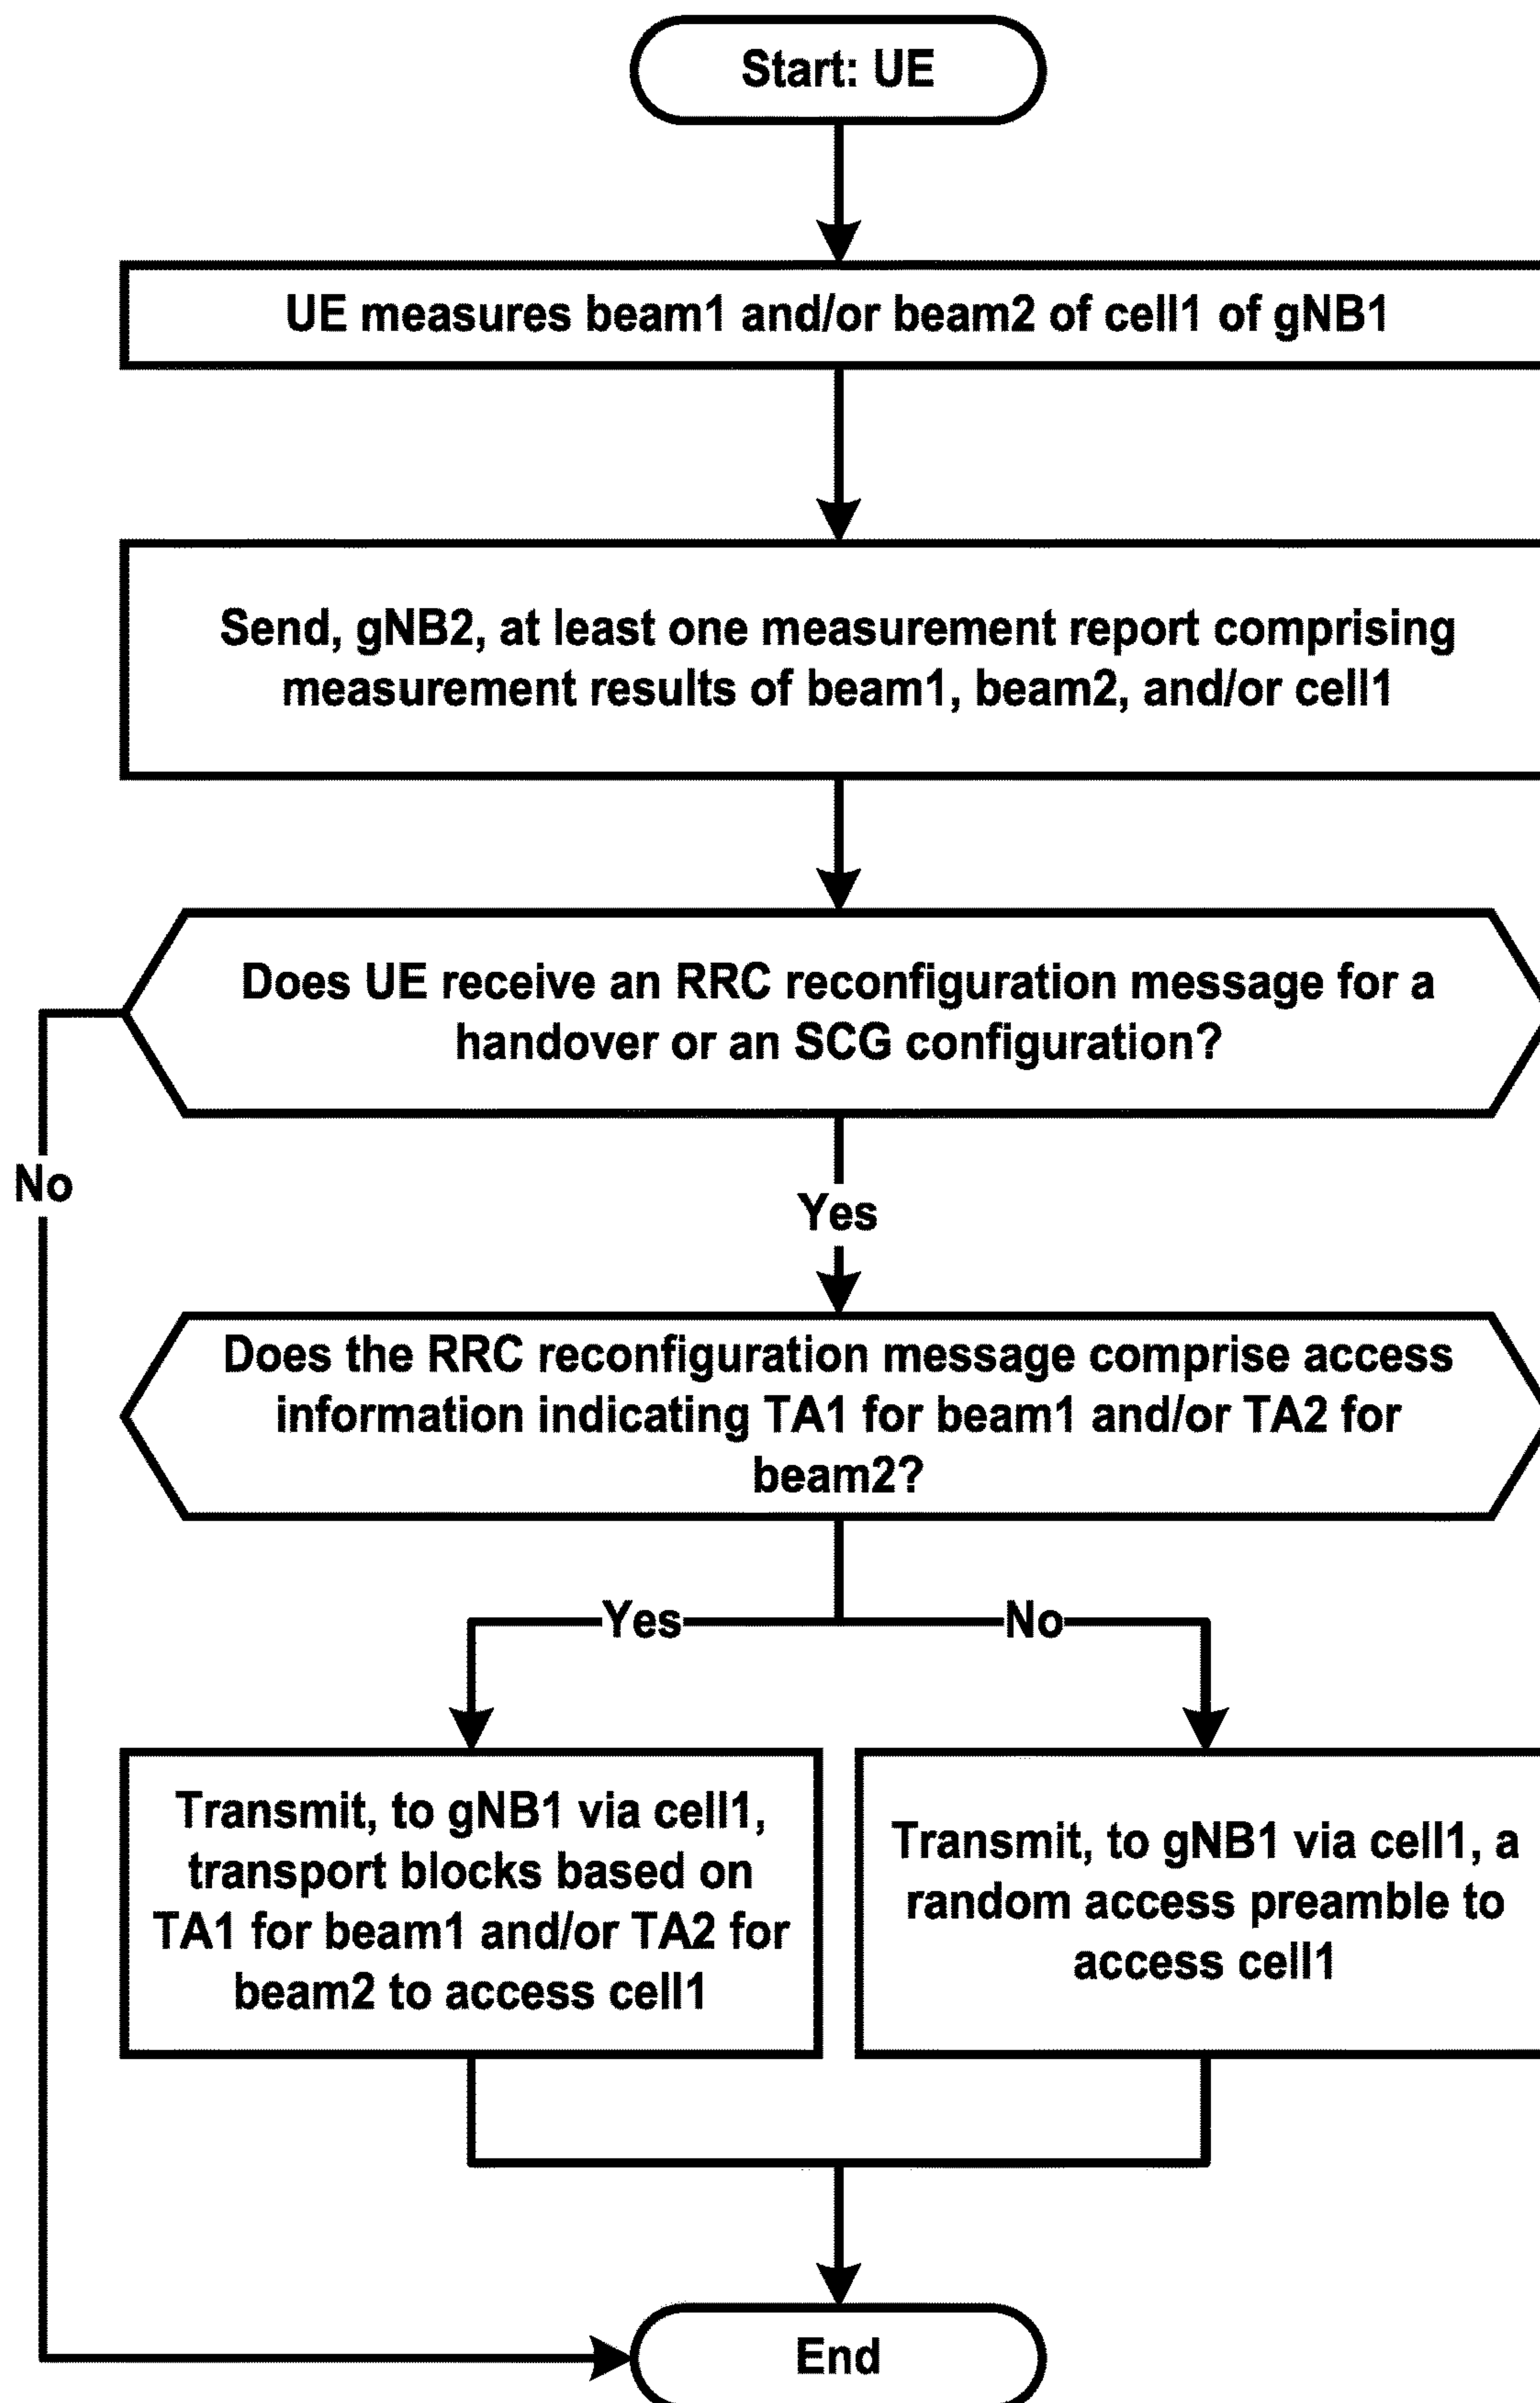 Start: UE
UE measures beam1 and/or beam2 of cell1 of gNB1
Send, gNB2, at least one measurement report comprising
measurement results of beam1, beam2, and/or cell1
Does UE receive an RRC reconfiguration message for a
handover or an SCG configuration?
No
Yes
Does the RRC reconfiguration message comprise access
information indicating TA1 for beam1 and/or TA2 for
beam2?
Yes
No
Transmit, to gNB1 via cell1,
transport blocks based on
TA1 for beam1 and/or TA2 for
beam2 to access cell1
Transmit, to gNB1 via cell1, a
random access preamble to
access cell1
End